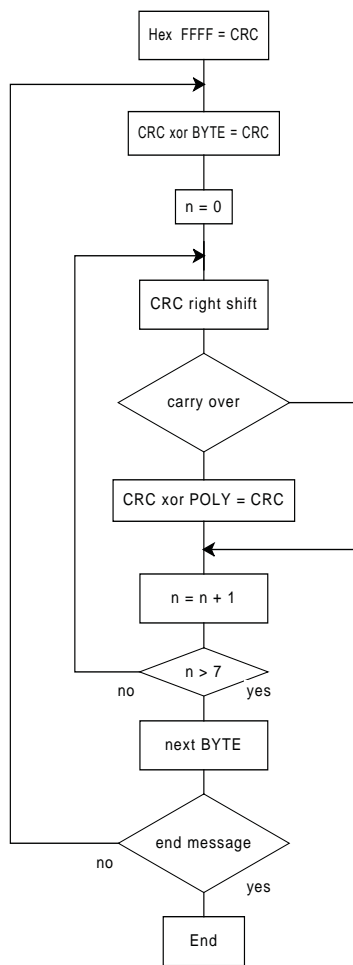 Hex FFFF = CRC
CRC xor BYTE = CRC
n = 0
CRC right shift
carry over
CRC xor POLY = CRC
n = n + 1
n > 7
no
yes
next BYTE
end message
no
yes
End